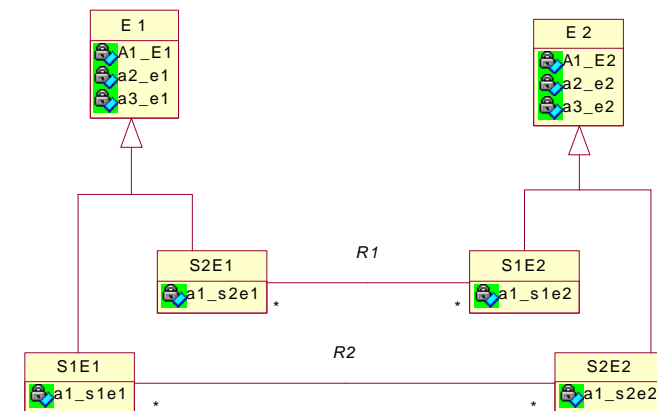 E 1
A1_E1
a2_e1
a3_e1
E 2
A1_E2
a2_e2
a3_e2
R1
S2E1
a1_s2e1
*
*
S1E2
a1_s1e2
R2
S1E1
a1_s1e1
*
*
S2E2
a1_s2e2